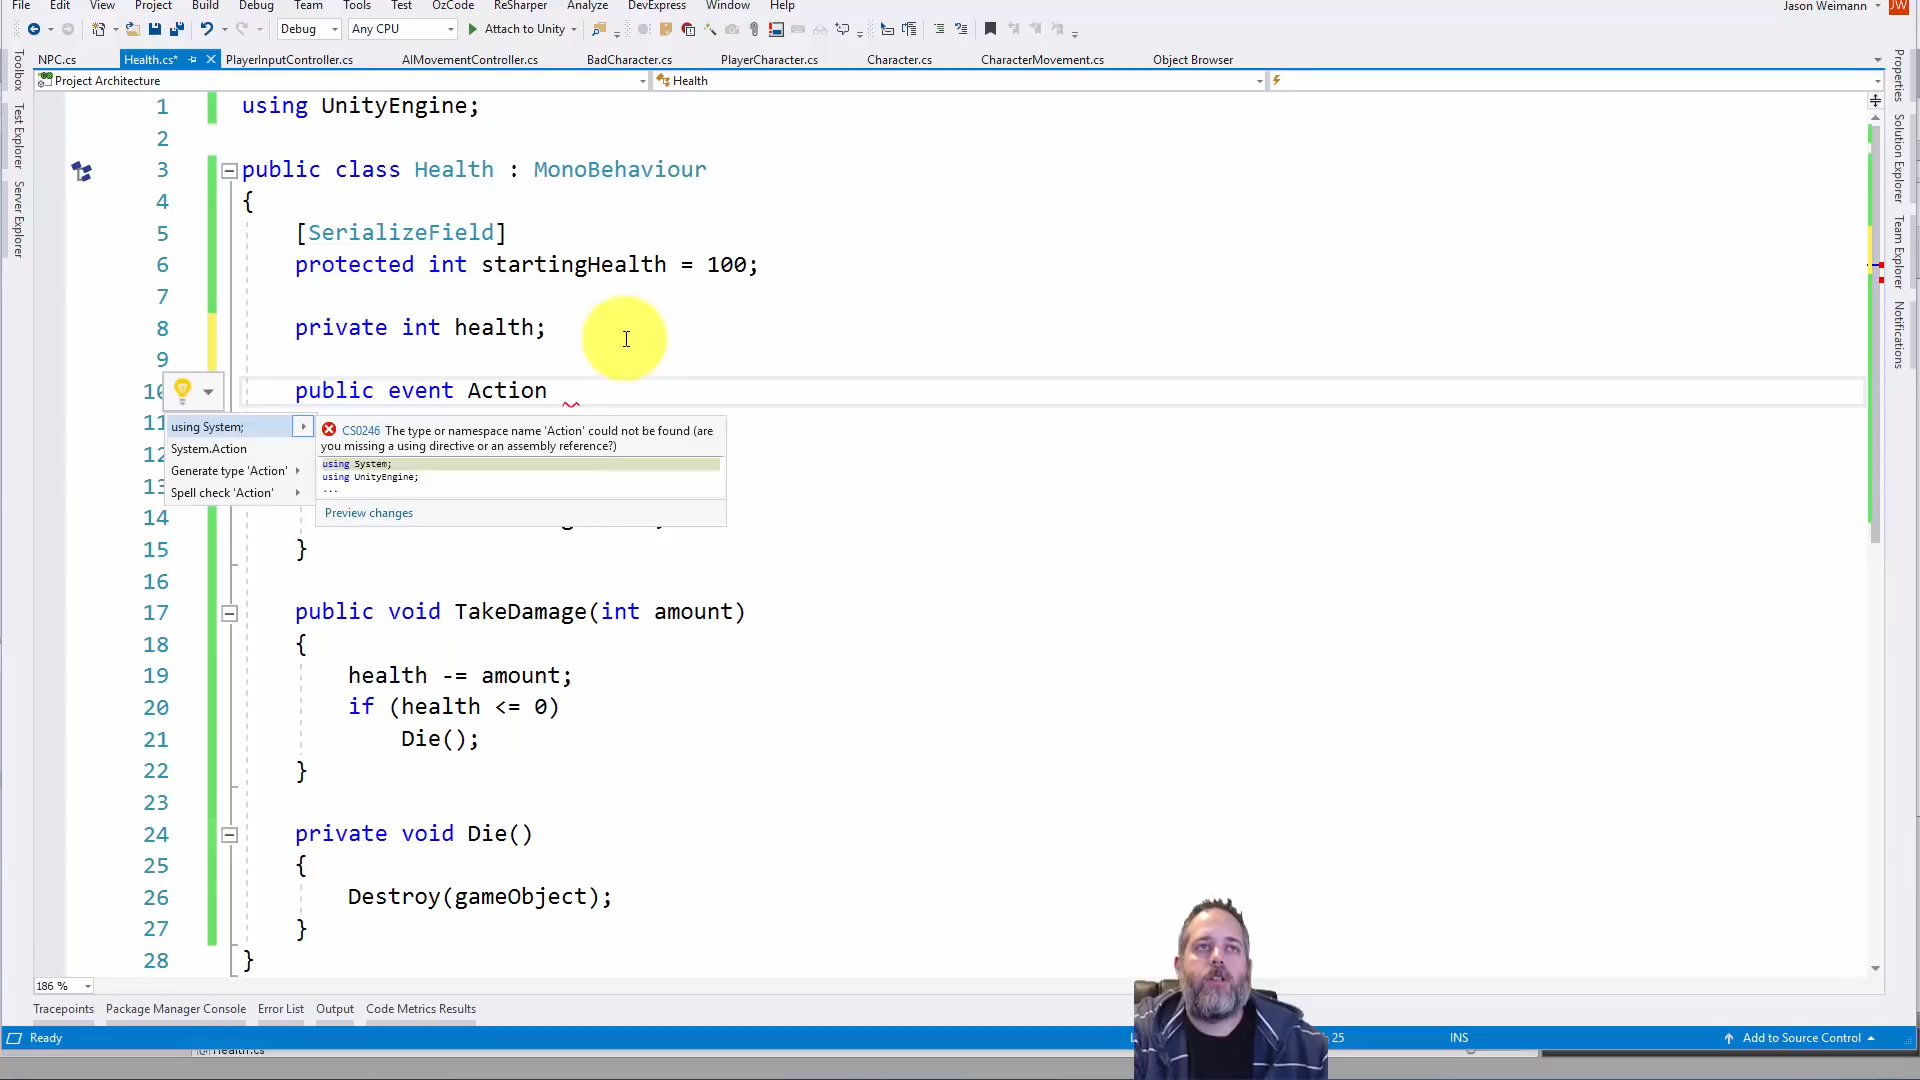 File Edit View Project Build Debug Team Tools Test OzCode ReSharper Analyze DevExpress Window Help Jason Weimann JW
Debug Any CPU Attach to Unity
NPC.cs Health.cs* PlayerInputController.cs AIMovementController.cs BadCharacter.cs PlayerCharacter.cs Character.cs CharacterMovement.cs Object Browser
Project Architecture Health
Toolbox
Test Explorer
Server Explorer
Properties
Solution Explorer
Team Explorer
Notifications
1 using UnityEngine;
2
3 public class Health : MonoBehaviour
4 {
5 [SerializeField]
6 protected int startingHealth = 100;
7
8 private int health;
9
10 public event Action
11
using System;
System.Action
Generate type 'Action'
Spell check 'Action'
CS0246 The type or namespace name 'Action' could not be found (are
you missing a using directive or an assembly reference?)
using System;
using UnityEngine;
...
Preview changes
12
13
14
15 }
16
17 public void TakeDamage(int amount)
18 {
19 health -= amount;
20 if (health <= 0)
21 Die();
22 }
23
24 private void Die()
25 {
26 Destroy(gameObject);
27 }
28 }
186 %
Tracepoints Package Manager Console Error List Output Code Metrics Results
Ready 25 INS Add to Source Control
Health.cs